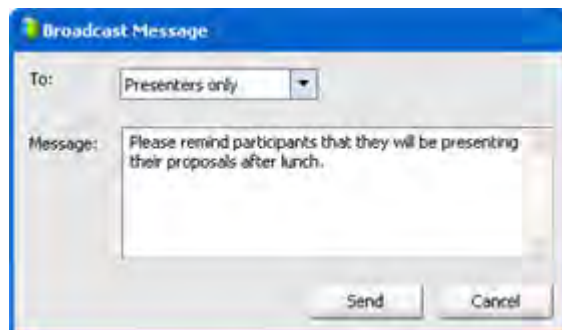 Broadcast Message
To:
Presenters only
Message:
Please remind participants that they will be presenting
their proposals after lunch.
Send
Cancel